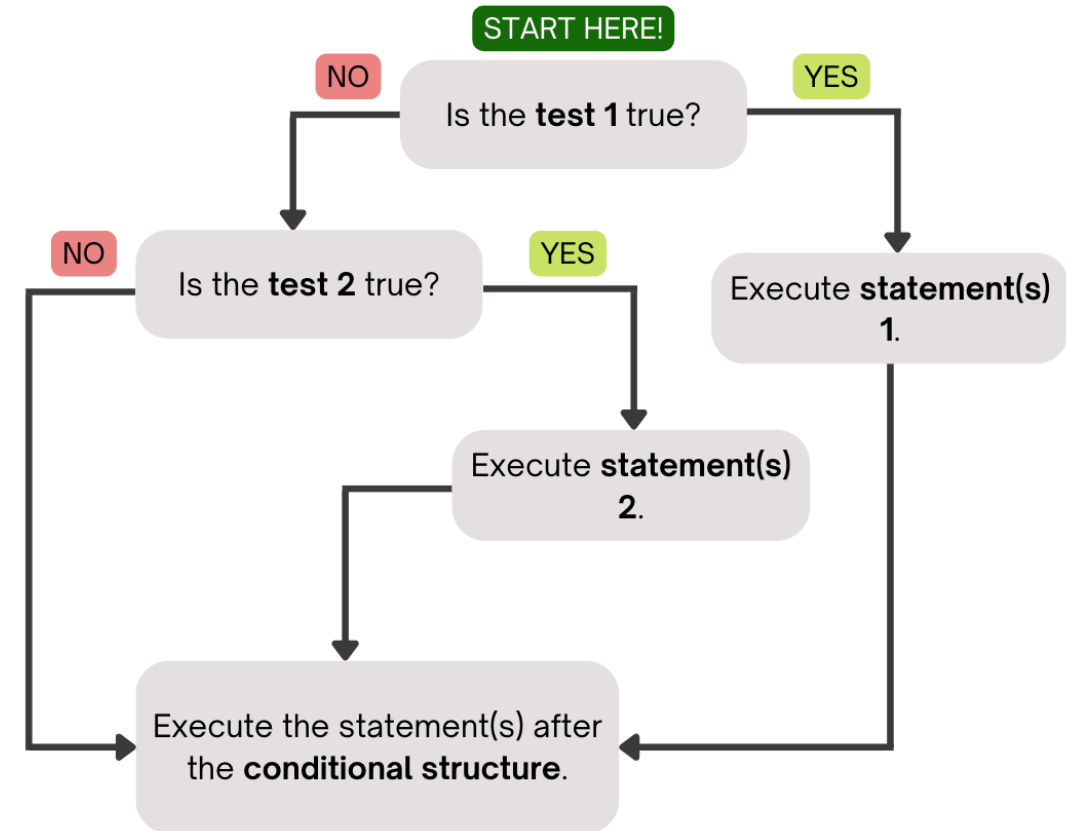 START HERE!
NO
YES
Is the test 1 true?
NO
YES
Is the test 2 true?
Execute statement(s)
1.
Execute statement(s)
2.
Execute the statement(s) after
the conditional structure.